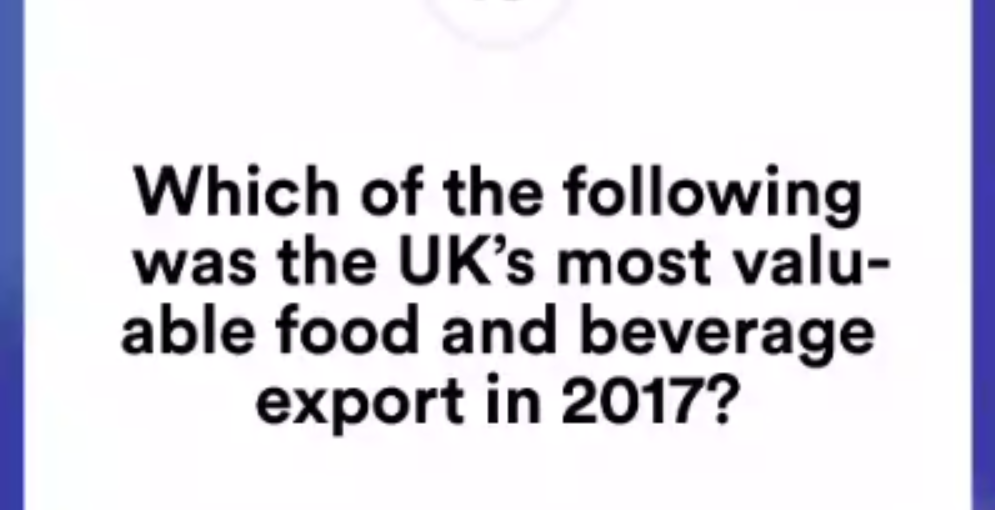 Which of the following
was the UK’s most valu-
able food and beverage
export in 2017?